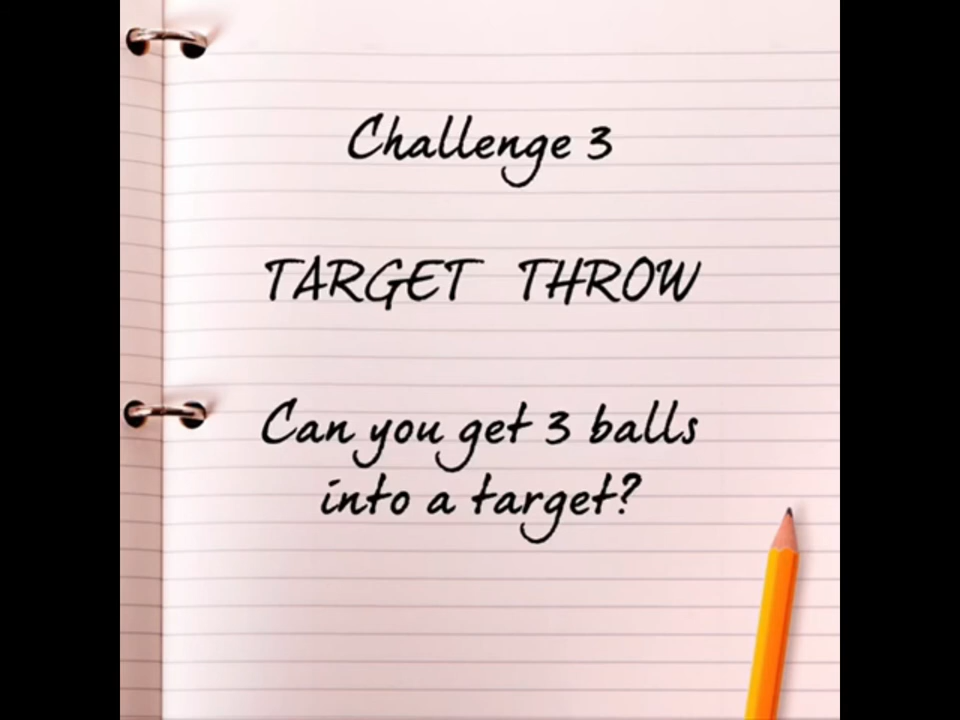 Challenge 3
TARGET THROW
Can you get 3 balls
into a target?